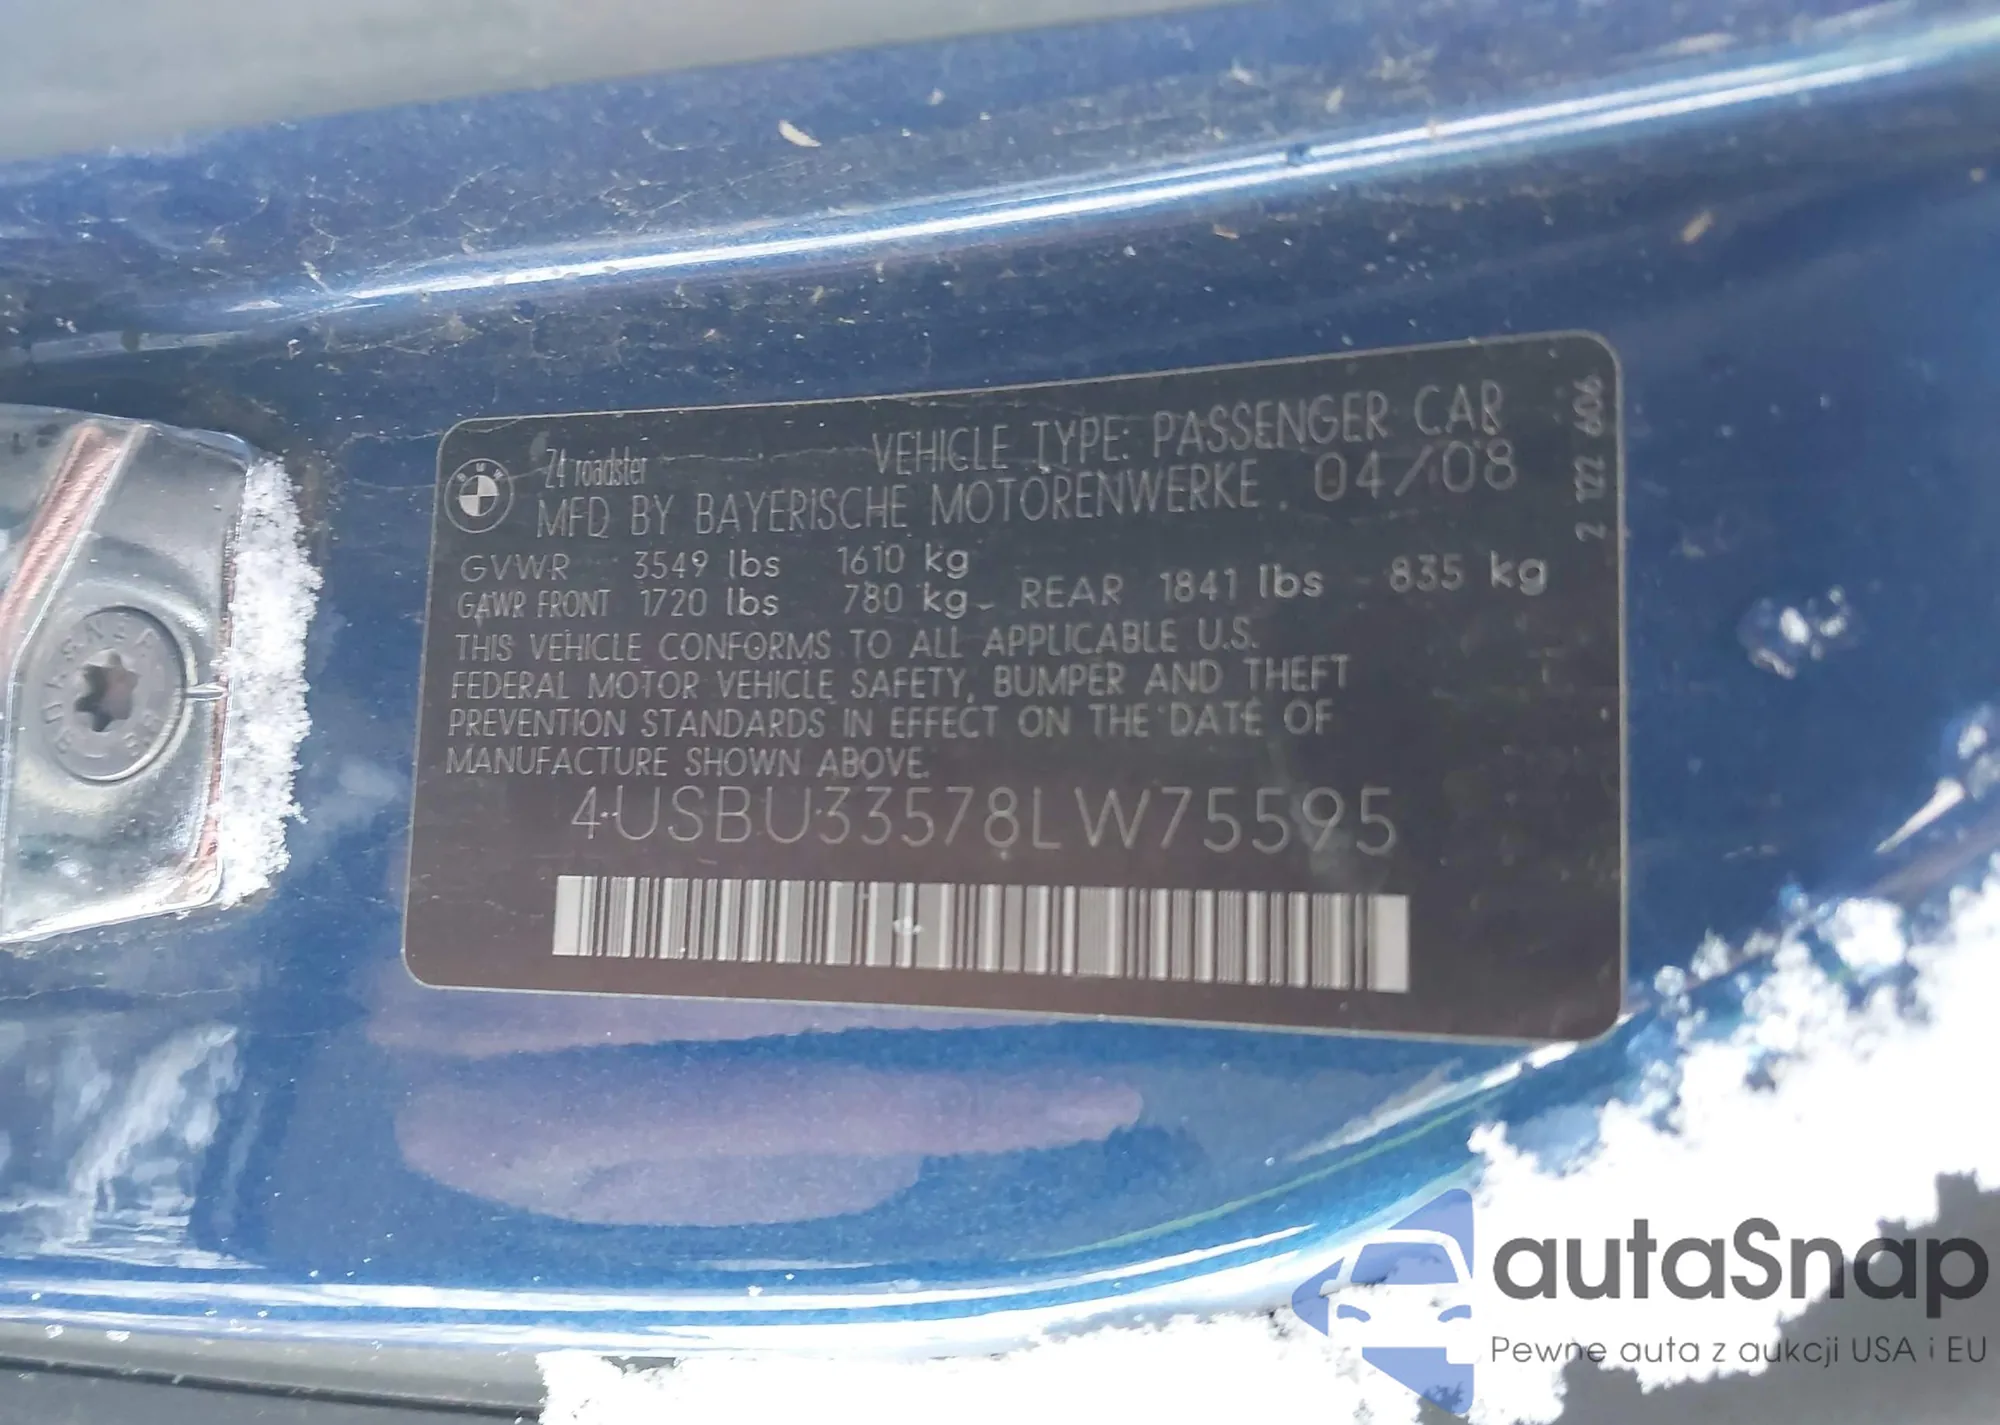 Z4 roadster
VEHICLE TYPE: PASSENGER CAR
MFD BY BAYERISCHE MOTORENWERKE 04/08
GVWR 3549 lbs 1610 kg
GAWR FRONT 1720 lbs 780 kg REAR 1841 lbs 835 kg
THIS VEHICLE CONFORMS TO ALL APPLICABLE U.S.
FEDERAL MOTOR VEHICLE SAFETY, BUMPER AND THEFT
PREVENTION STANDARDS IN EFFECT ON THE DATE OF
MANUFACTURE SHOWN ABOVE.
4USBU33578LW75595
2 122 606
autaSnap
Pewne auta z aukcji USA i EU